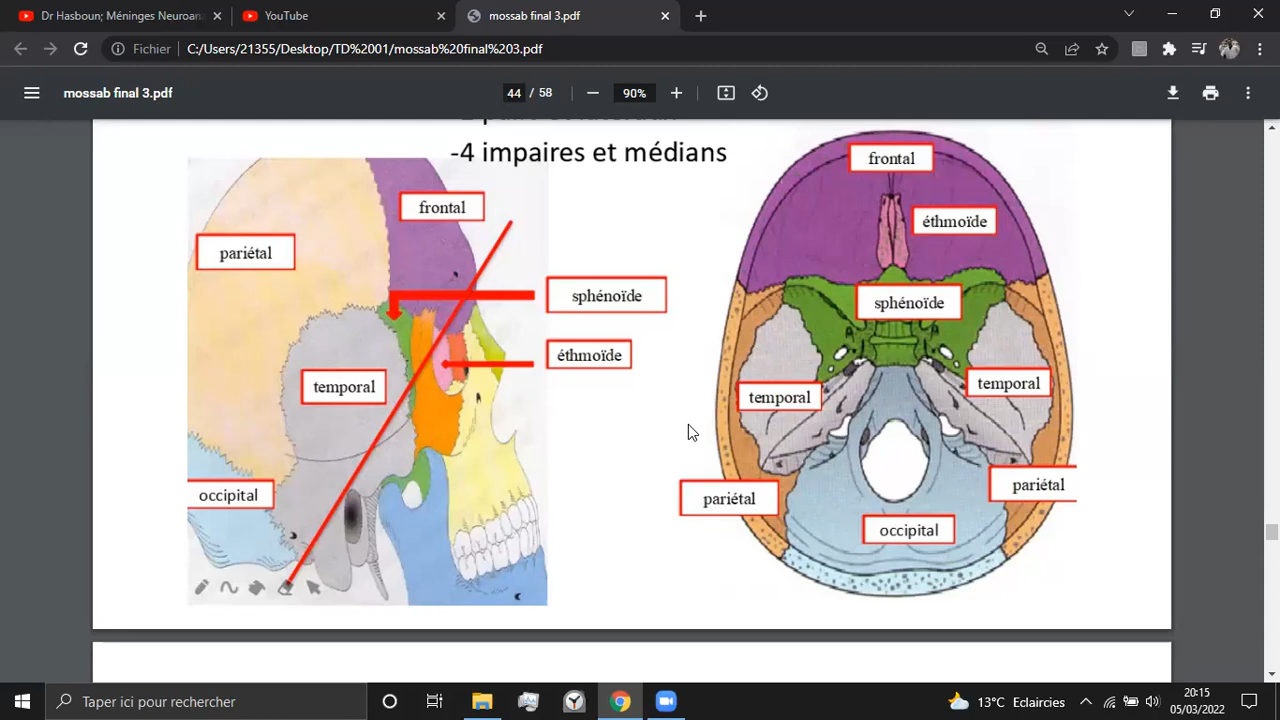 Dr Hasboun; Méninges Neuroana
YouTube
mossab final 3.pdf
Fichier
C:/Users/21355/Desktop/TD%2001/mossab%20final%203.pdf
mossab final 3.pdf
44 / 58
90%
-4 impaires et médians
frontal
pariétal
sphénoïde
éthmoïde
temporal
occipital
frontal
éthmoïde
sphénoïde
temporal
temporal
pariétal
pariétal
occipital
Taper ici pour rechercher
13°C Eclaircies
20:15
05/03/2022